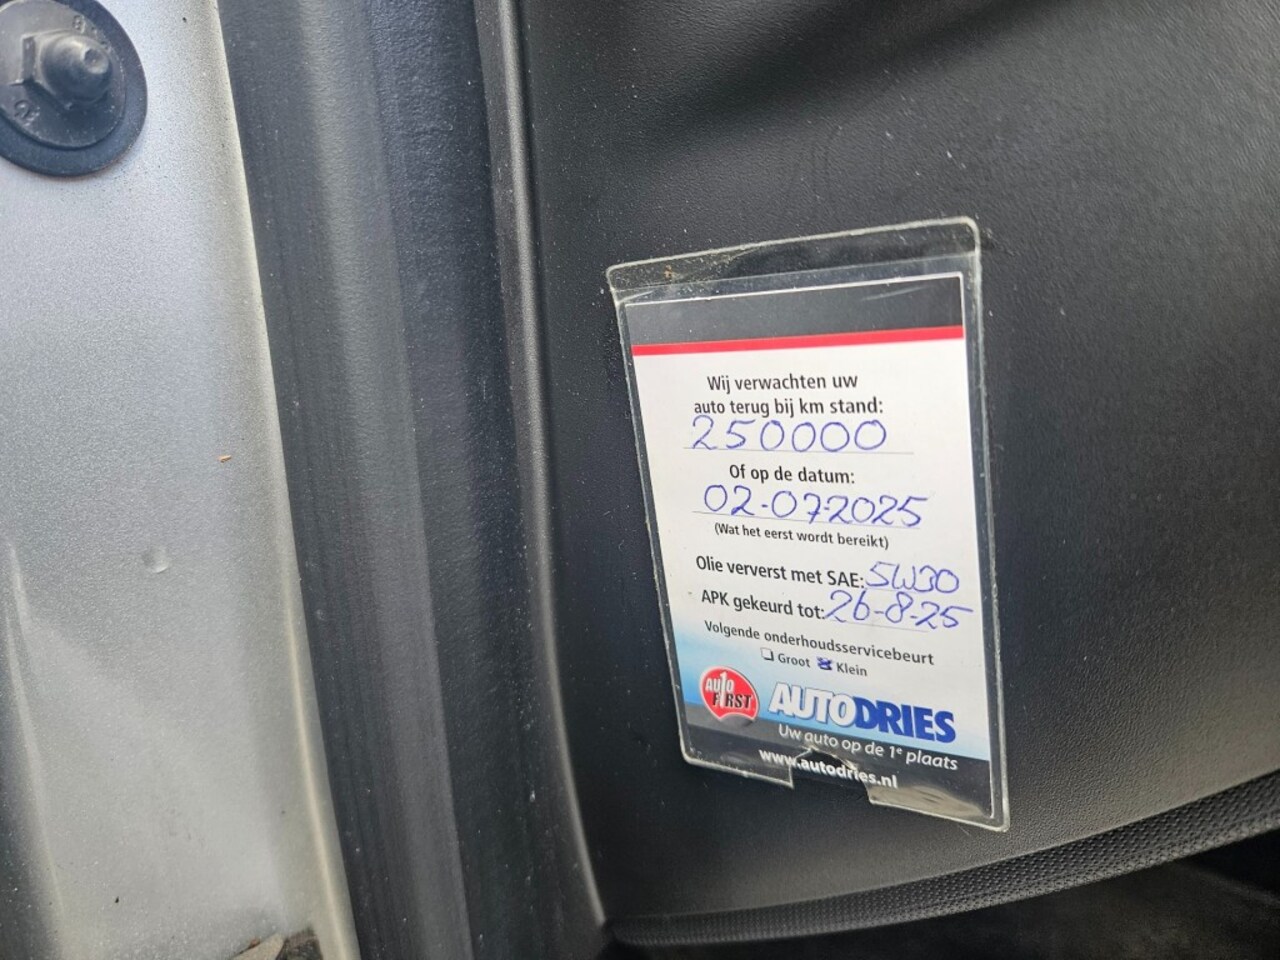 Wij verwachten uw
auto terug bij km stand:
250000
Of op de datum:
02-07-2025
(Wat het eerst wordt bereikt)
Olie ververst met SAE: 5W30
APK gekeurd tot: 26-8-25
Volgende onderhoudsservicebeurt
Groot Klein
AUTO FIRST
AUTODRIES
Uw auto op de 1e plaats
www.autodries.nl